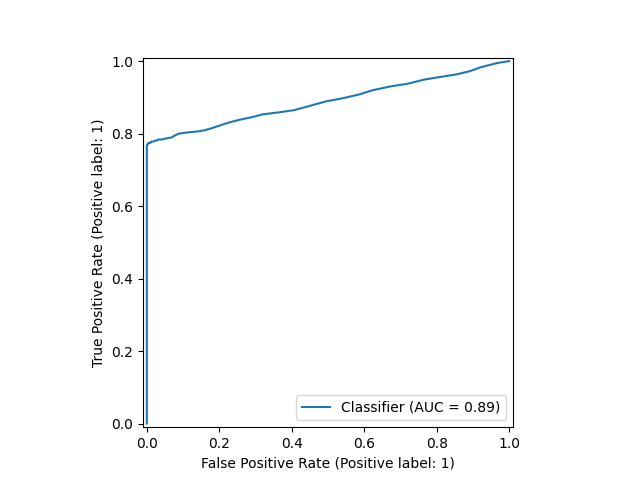 1.0
0.8
0.6
0.4
0.2
0.0
True Positive Rate (Positive label: 1)
Classifier (AUC = 0.89)
0.0 0.2 0.4 0.6 0.8 1.0
False Positive Rate (Positive label: 1)